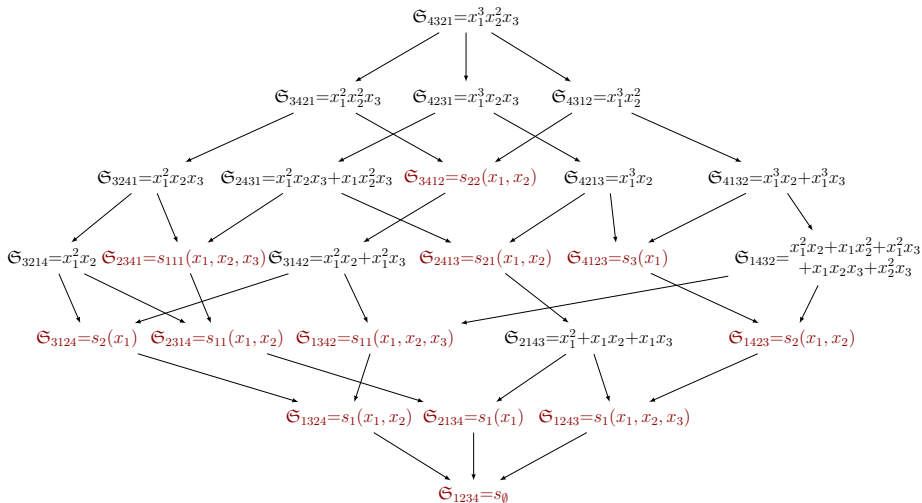 𝔖₄₃₂₁=x₁³x₂²x₃
𝔖₃₄₂₁=x₁²x₂²x₃ 𝔖₄₂₃₁=x₁³x₂x₃ 𝔖₄₃₁₂=x₁³x₂²
𝔖₃₂₄₁=x₁²x₂x₃ 𝔖₂₄₃₁=x₁²x₂x₃+x₁x₂²x₃ 𝔖₃₄₁₂=s₂₂(x₁, x₂) 𝔖₄₂₁₃=x₁³x₂ 𝔖₄₁₃₂=x₁³x₂+x₁³x₃
𝔖₃₂₁₄=x₁²x₂ 𝔖₂₃₄₁=s₁₁₁(x₁, x₂, x₃) 𝔖₃₁₄₂=x₁²x₂+x₁²x₃ 𝔖₂₄₁₃=s₂₁(x₁, x₂) 𝔖₄₁₂₃=s₃(x₁) 𝔖₁₄₃₂=x₁²x₂+x₁x₂²+x₁²x₃
+x₁x₂x₃+x₂²x₃
𝔖₃₁₂₄=s₂(x₁) 𝔖₂₃₁₄=s₁₁(x₁, x₂) 𝔖₁₃₄₂=s₁₁(x₁, x₂, x₃) 𝔖₂₁₄₃=x₁²+x₁x₂+x₁x₃ 𝔖₁₄₂₃=s₂(x₁, x₂)
𝔖₁₃₂₄=s₁(x₁, x₂) 𝔖₂₁₃₄=s₁(x₁) 𝔖₁₂₄₃=s₁(x₁, x₂, x₃)
𝔖₁₂₃₄=s∅